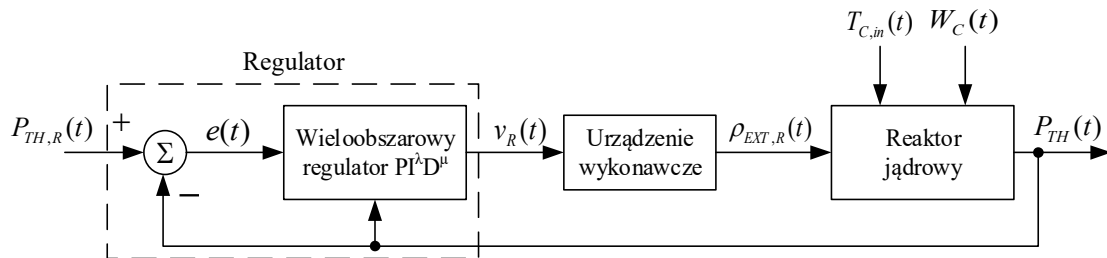 T_{C,in}(t) W_C(t)
Regulator
P_{TH,R}(t) + Σ − e(t)
Wieloobszarowy
regulator PI^λD^μ
v_R(t)
Urządzenie
wykonawcze
ρ_{EXT,R}(t)
Reaktor
jądrowy
P_{TH}(t)